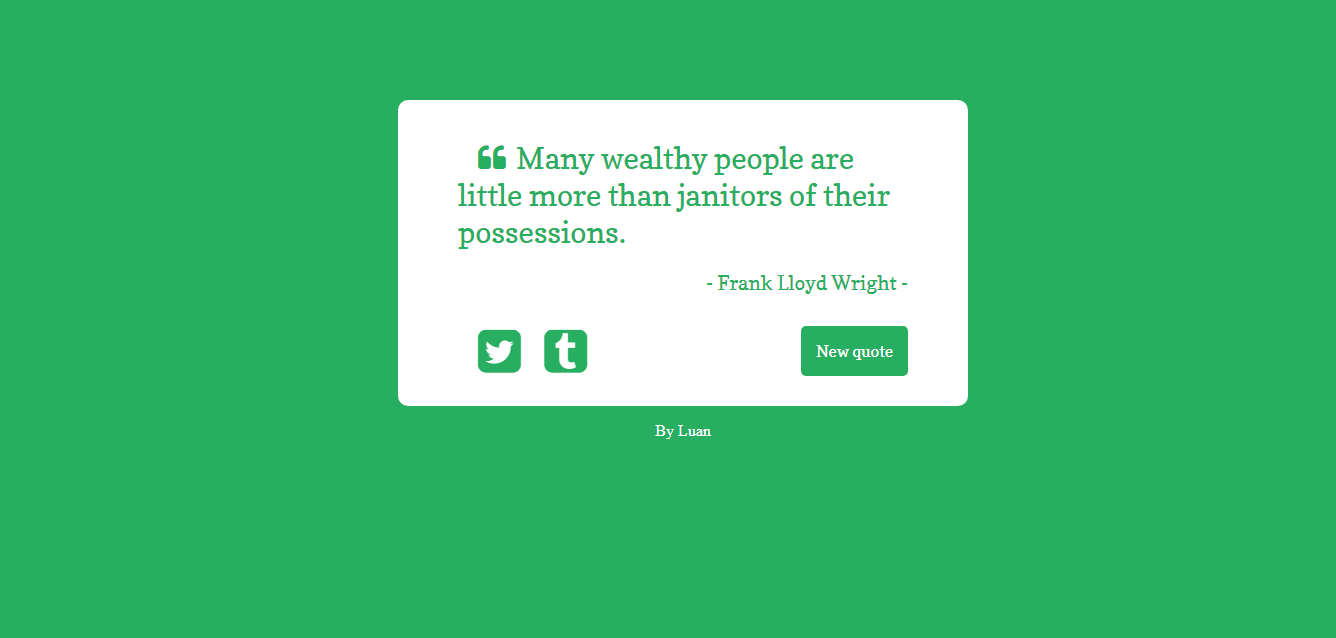 ❝ Many wealthy people are
little more than janitors of their
possessions.
- Frank Lloyd Wright -
t
New quote
By Luan